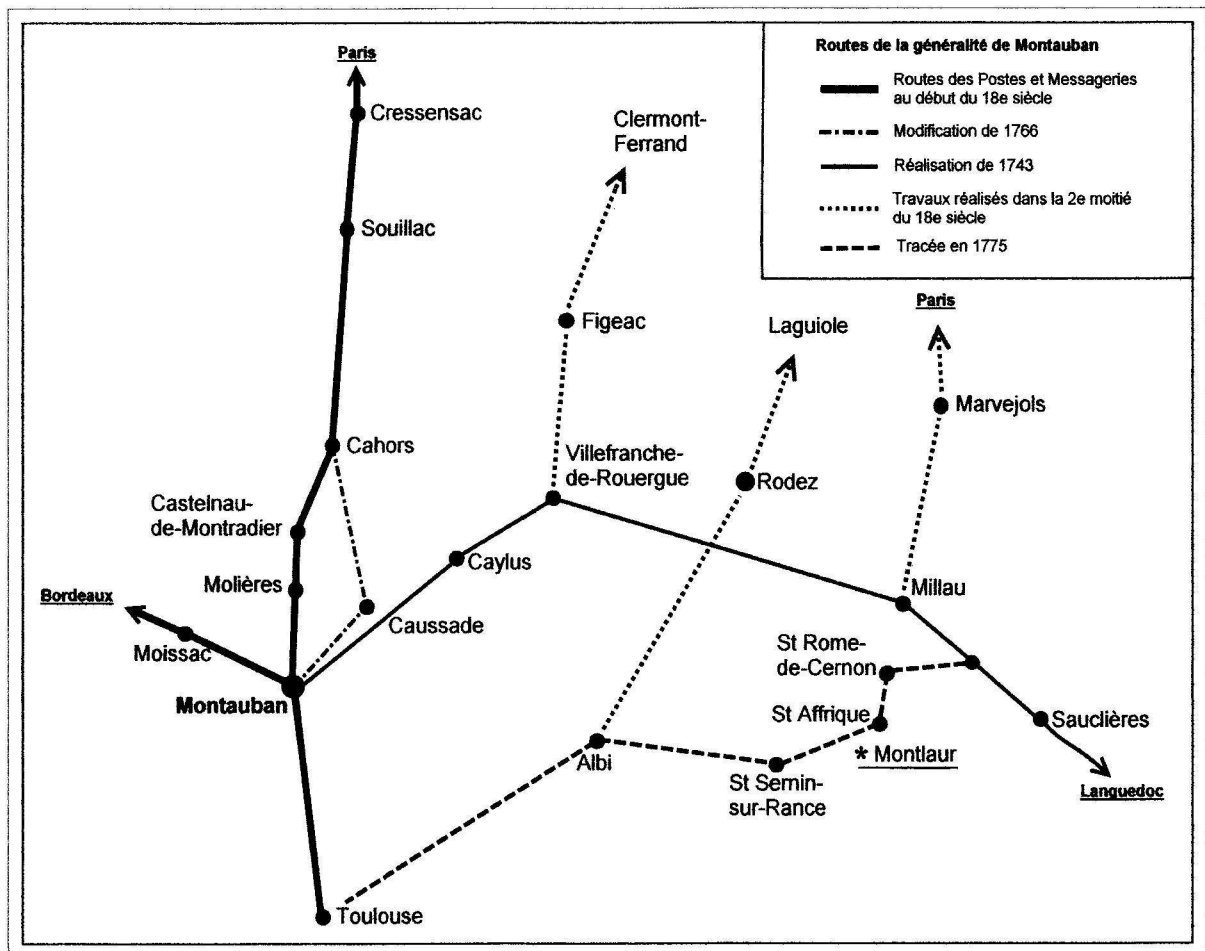 Routes de la généralité de Montauban
Routes des Postes et Messageries
au début du 18e siècle
Modification de 1766
Réalisation de 1743
Travaux réalisés dans la 2e moitié
du 18e siècle
Tracée en 1775
Paris
Cressensac
Clermont-
Ferrand
Souillac
Figeac
Laguiole
Paris
Marvejols
Cahors
Villefranche-
de-Rouergue
Rodez
Castelnau-
de-Montradier
Caylus
Molières
Millau
Bordeaux
Caussade
Moissac
St Rome-
de-Cernon
Montauban
St Affrique
Sauclières
* Montlaur
Albi
St Sernin-
sur-Rance
Languedoc
Toulouse